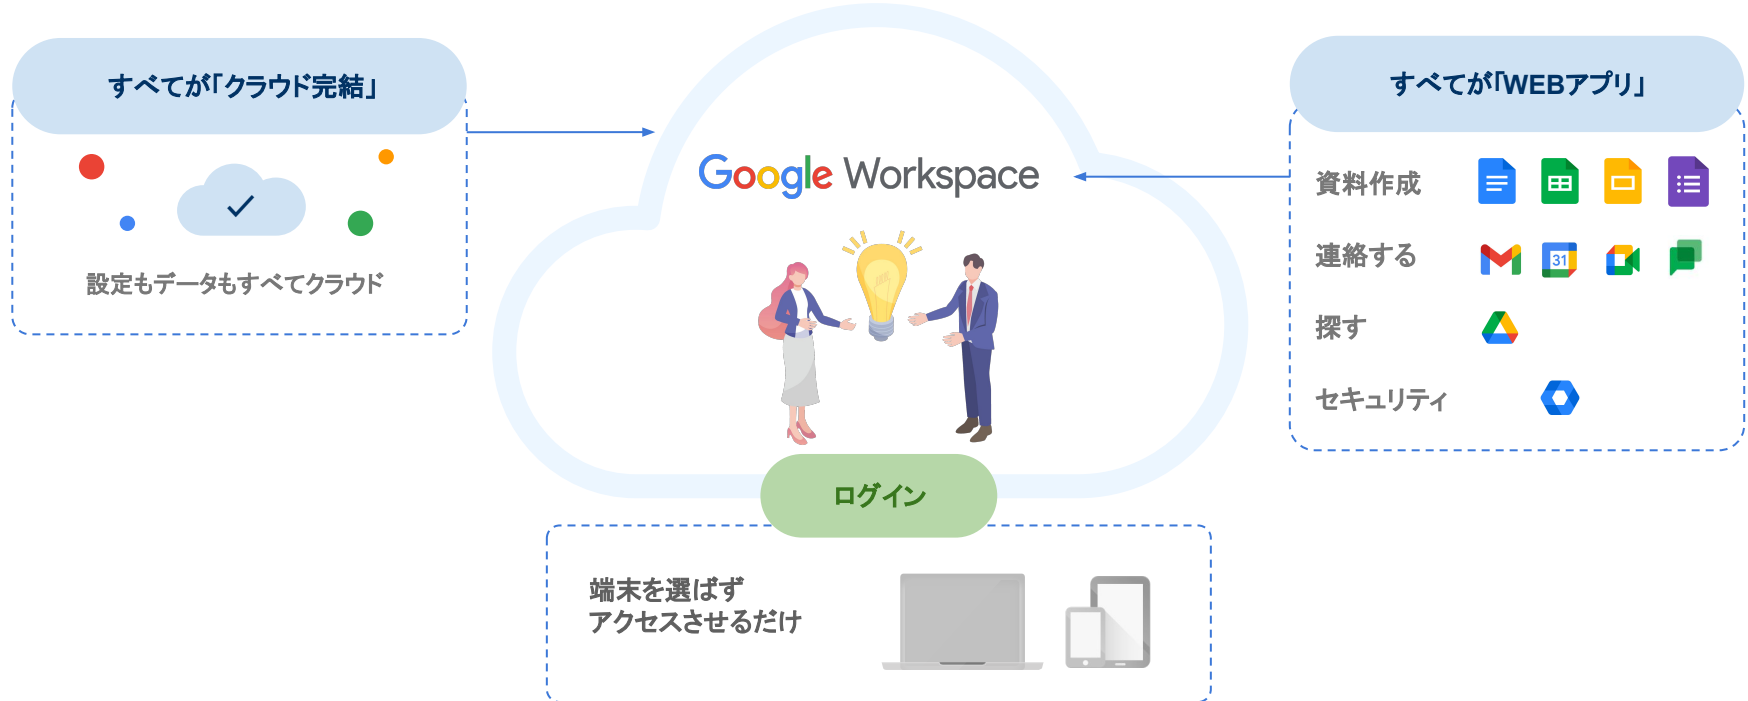 すべてが「クラウド完結」
設定もデータもすべてクラウド
Google Workspace
すべてが「WEBアプリ」
資料作成
連絡する
31
探す
セキュリティ
ログイン
端末を選ばず
アクセスさせるだけ